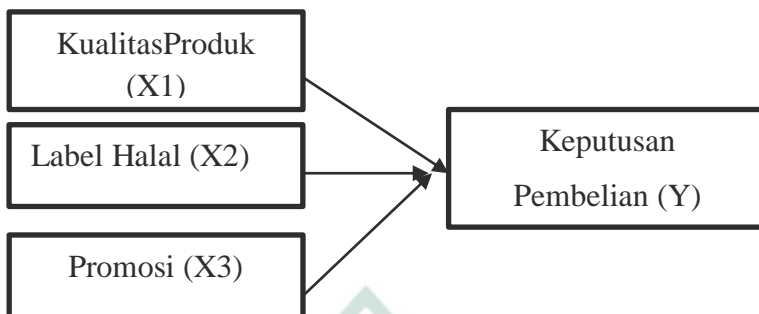 KualitasProduk
(X1)
Label Halal (X2)
Promosi (X3)
Keputusan
Pembelian (Y)